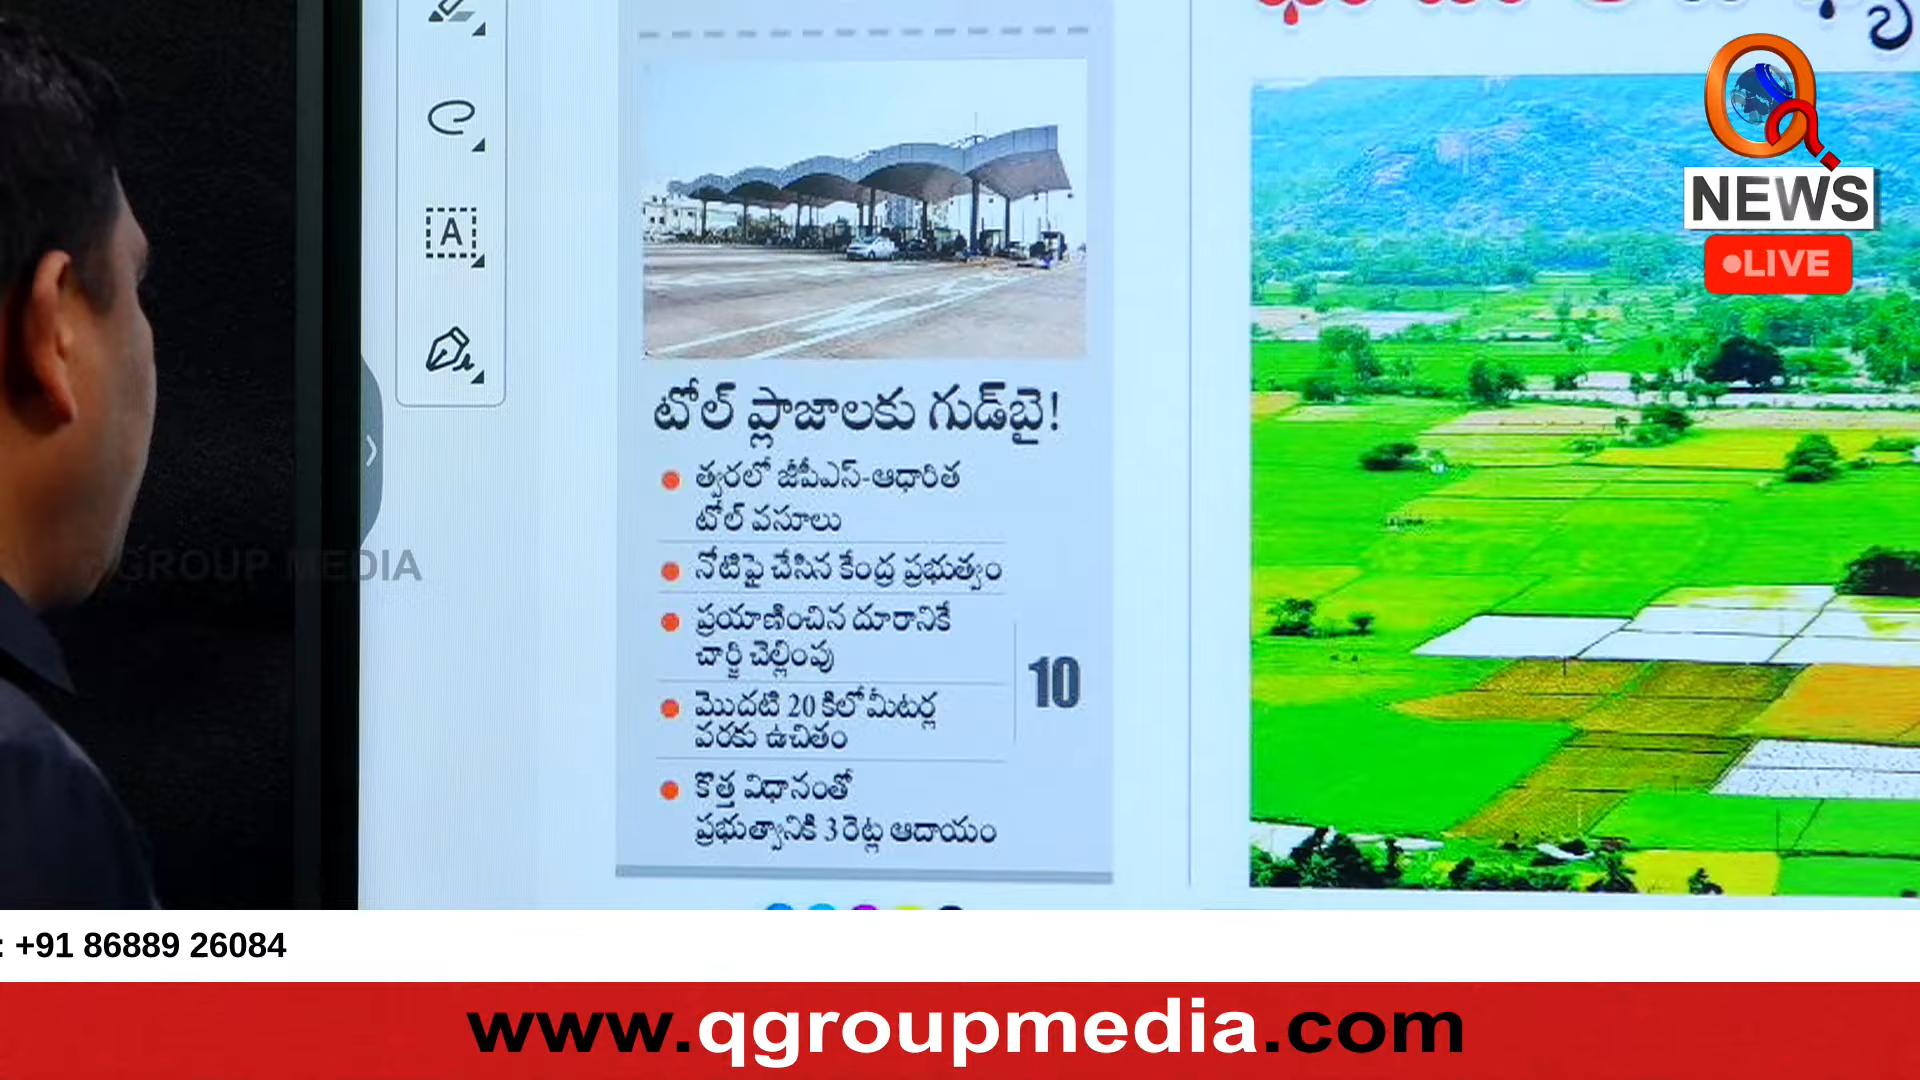 NEWS
LIVE
A
టోల్ ప్లాజాలకు గుడ్‌బై!
త్వరలో జీపీఎస్-ఆధారిత
టోల్ వసూలు
నోటిఫై చేసిన కేంద్ర ప్రభుత్వం
ప్రయాణించిన దూరానికే
చార్జి చెల్లింపు
మొదటి 20 కిలోమీటర్ల
వరకు ఉచితం
10
కొత్త విధానంతో
ప్రభుత్వానికి 3 రెట్ల ఆదాయం
GROUP MEDIA
: +91 86889 26084
www.qgroupmedia.com